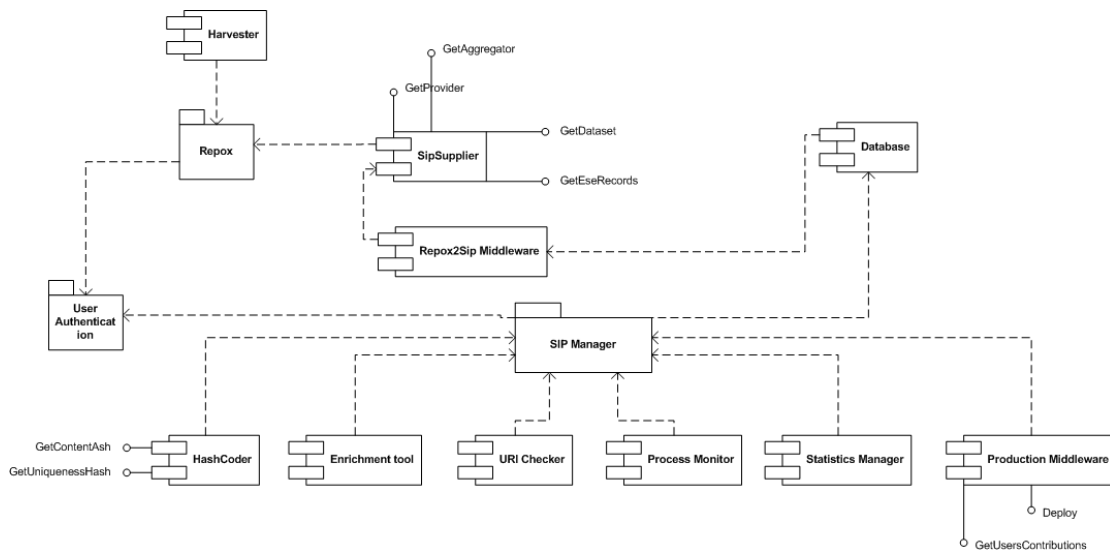 Harvester
GetAggregator
GetProvider
Repox
SipSupplier
GetDataset
Database
GetEseRecords
Repox2Sip Middleware
User
Authenticat
ion
SIP Manager
GetContentAsh
GetUniquenessHash
HashCoder
Enrichment tool
URI Checker
Process Monitor
Statistics Manager
Production Middleware
Deploy
GetUsersContributions